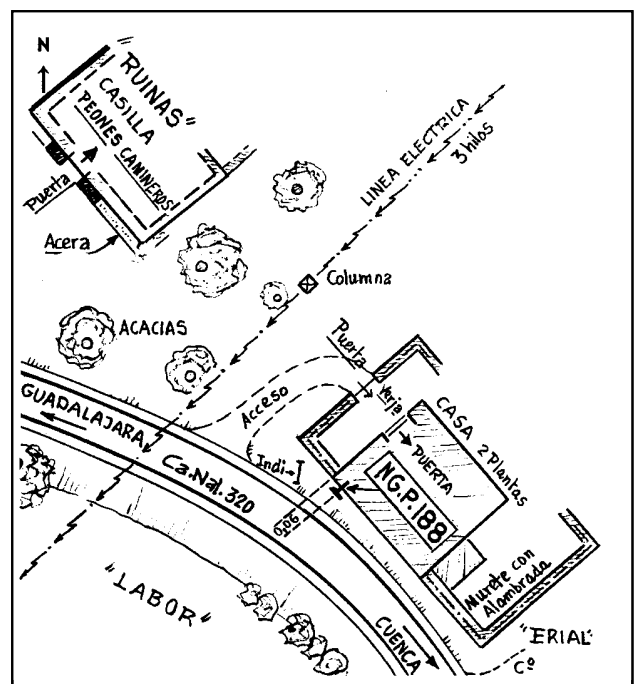 N
"RUINAS"
CASILLA
PEONES CAMINEROS
Puerta
Acera
LINEA ELECTRICA
3 hilos
Columna
ACACIAS
Puerta
Verja
Acceso
CASA 2 Plantas
PUERTA
GUADALAJARA
Indi-I
NG.P.188
Ca.Nal.320
0,06
Murete con
Alambrada
"LABOR"
CUENCA
"ERIAL"
Cº